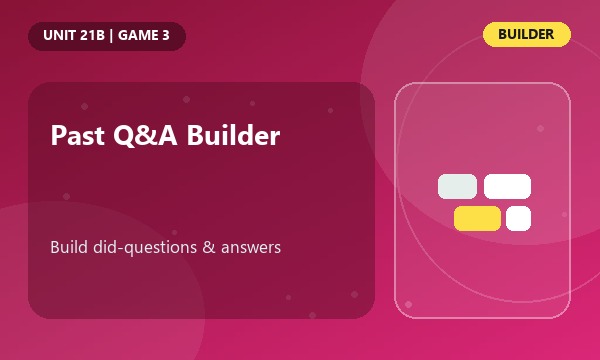 UNIT 21B | GAME 3
BUILDER
Past Q&A Builder
Build did-questions & answers